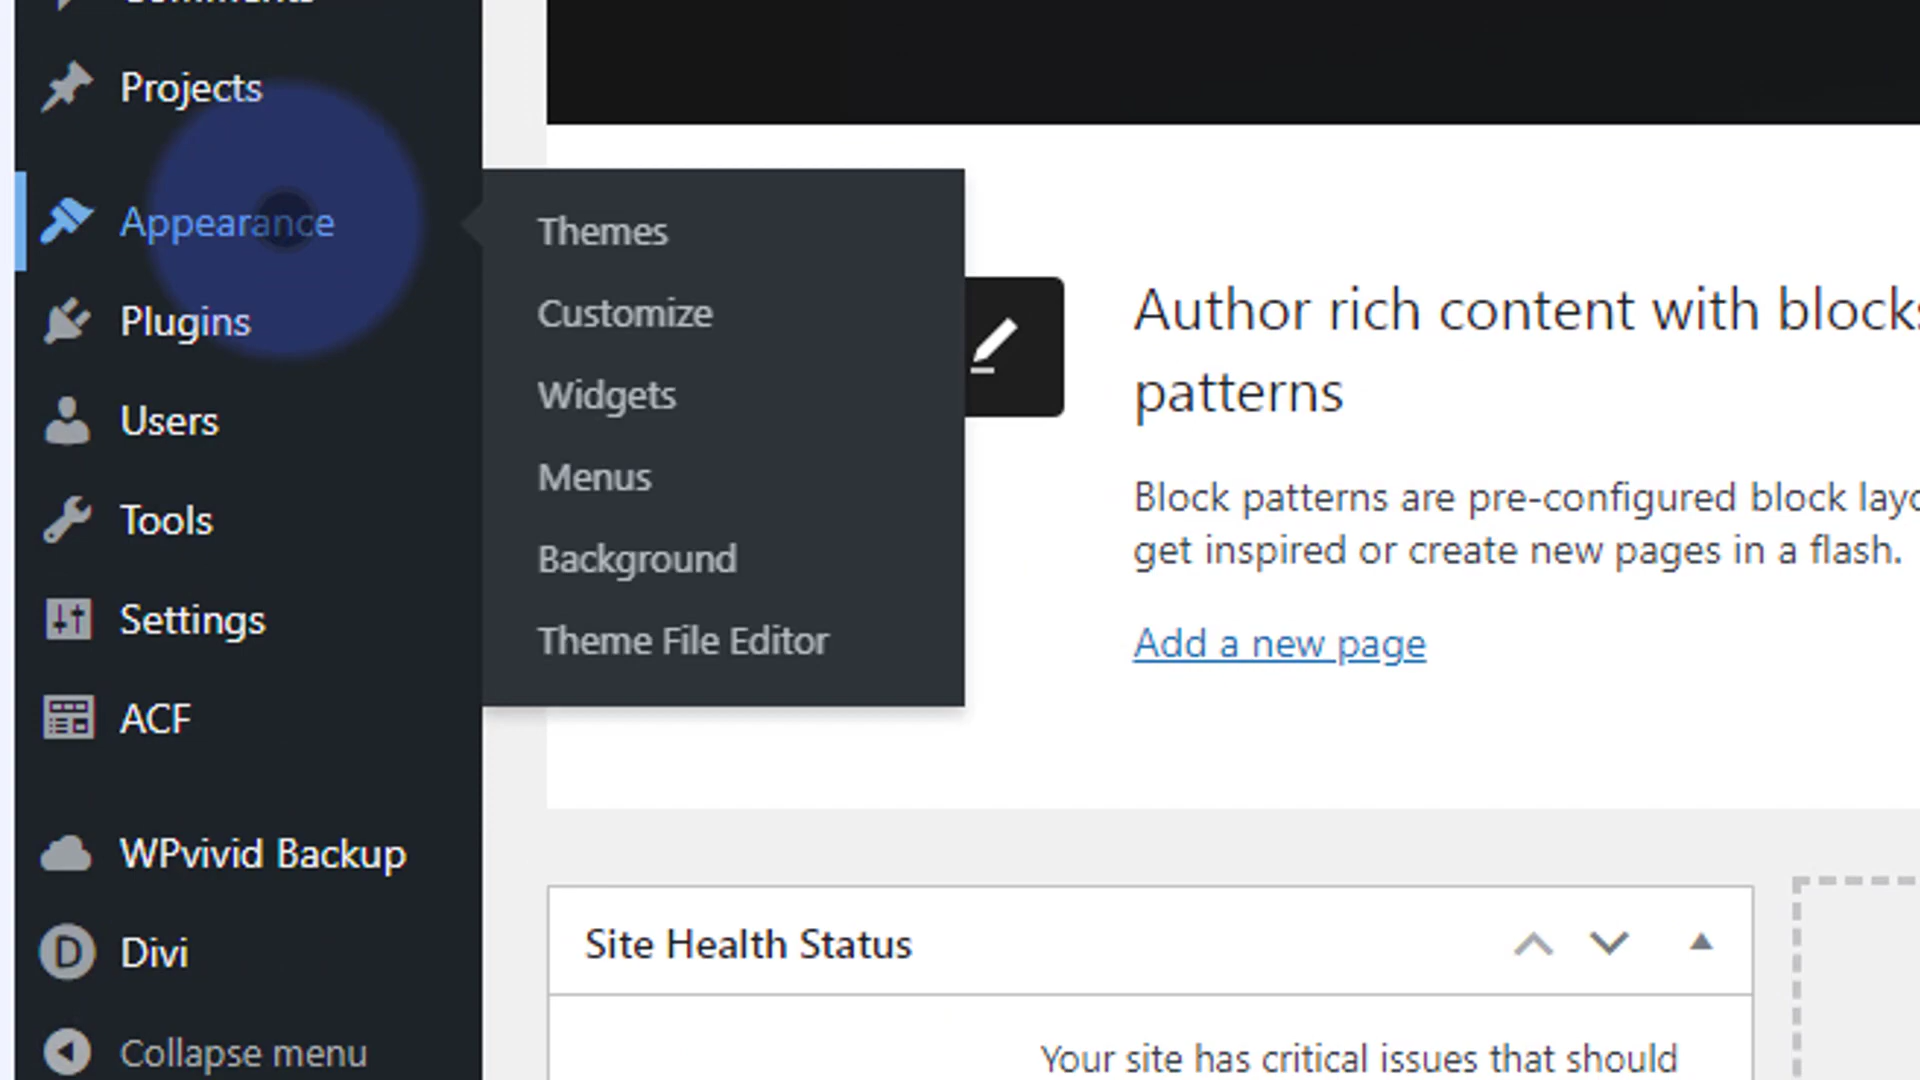 Comments
Projects
Appearance
Plugins
Users
Tools
Settings
ACF
WPvivid Backup
Divi
Collapse menu
Themes
Customize
Widgets
Menus
Background
Theme File Editor
Author rich content with blocks
patterns
Block patterns are pre-configured block
get inspired or create new pages in a flash.
Add a new page
Site Health Status
Your site has critical issues that should